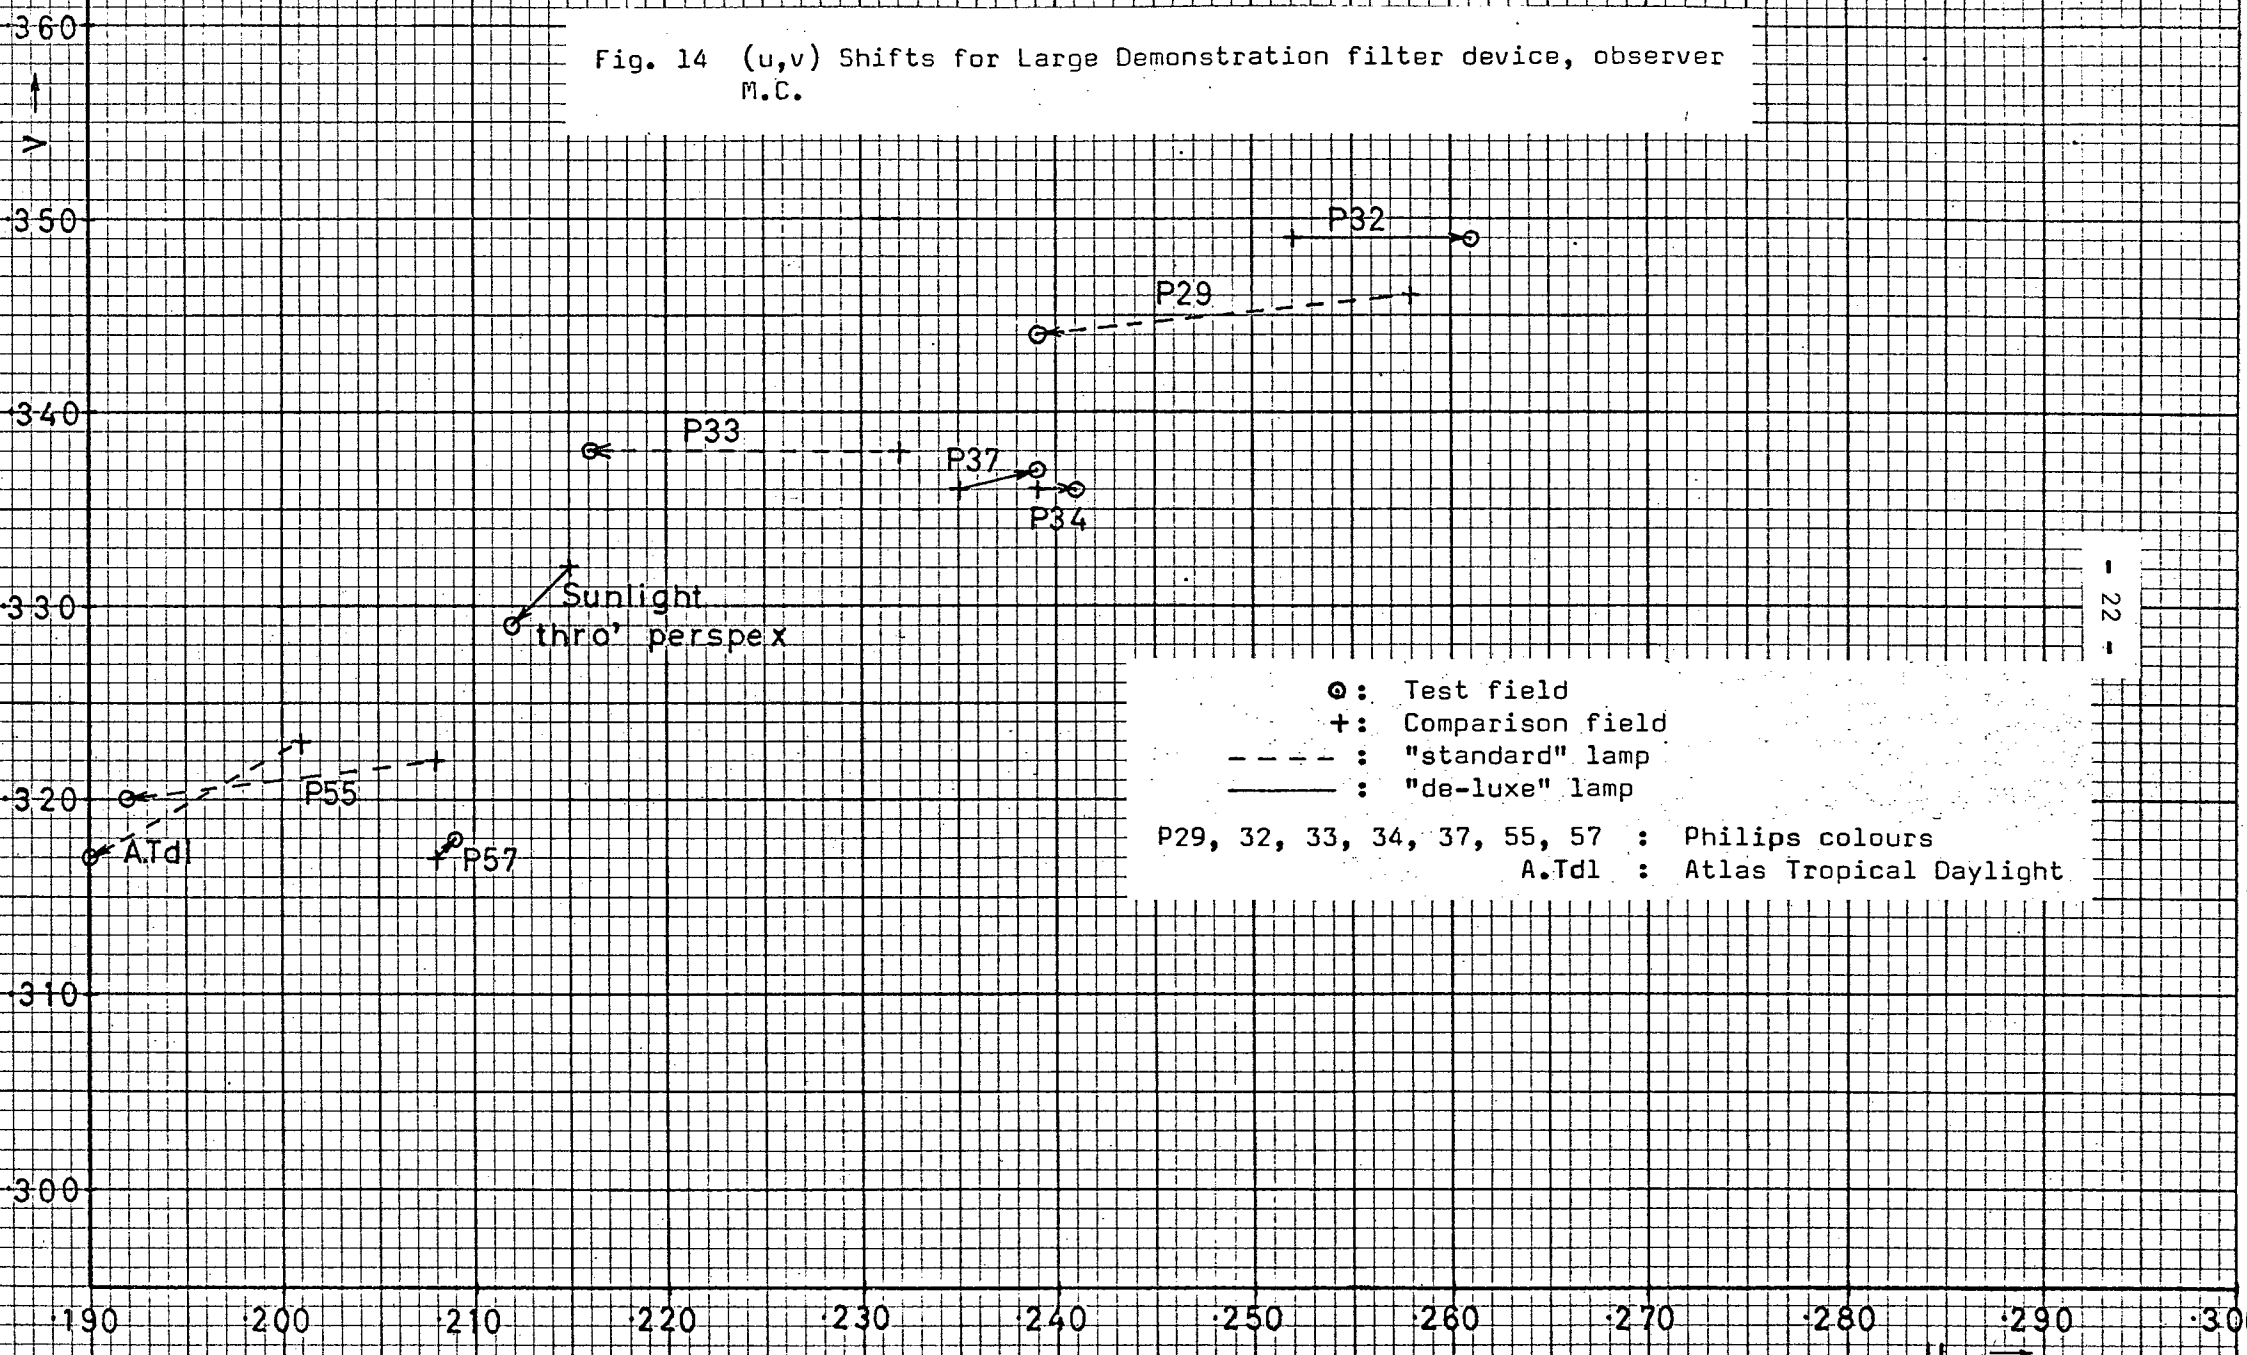 ·360
Fig. 14 (u,v) Shifts for Large Demonstration filter device, observer
M.C.
v
·350
P32
P29
·340
P33
P37
P34
·330
Sunlight
thro' perspex
- 22 -
⊙ : Test field
+ : Comparison field
- - - - : "standard" lamp
——— : "de-luxe" lamp
P29, 32, 33, 34, 37, 55, 57 : Philips colours
A.Tdl : Atlas Tropical Daylight
·320
P55
A.Tdl
P57
·310
·300
·190 ·200 ·210 ·220 ·230 ·240 ·250 ·260 ·270 ·280 ·290 ·30